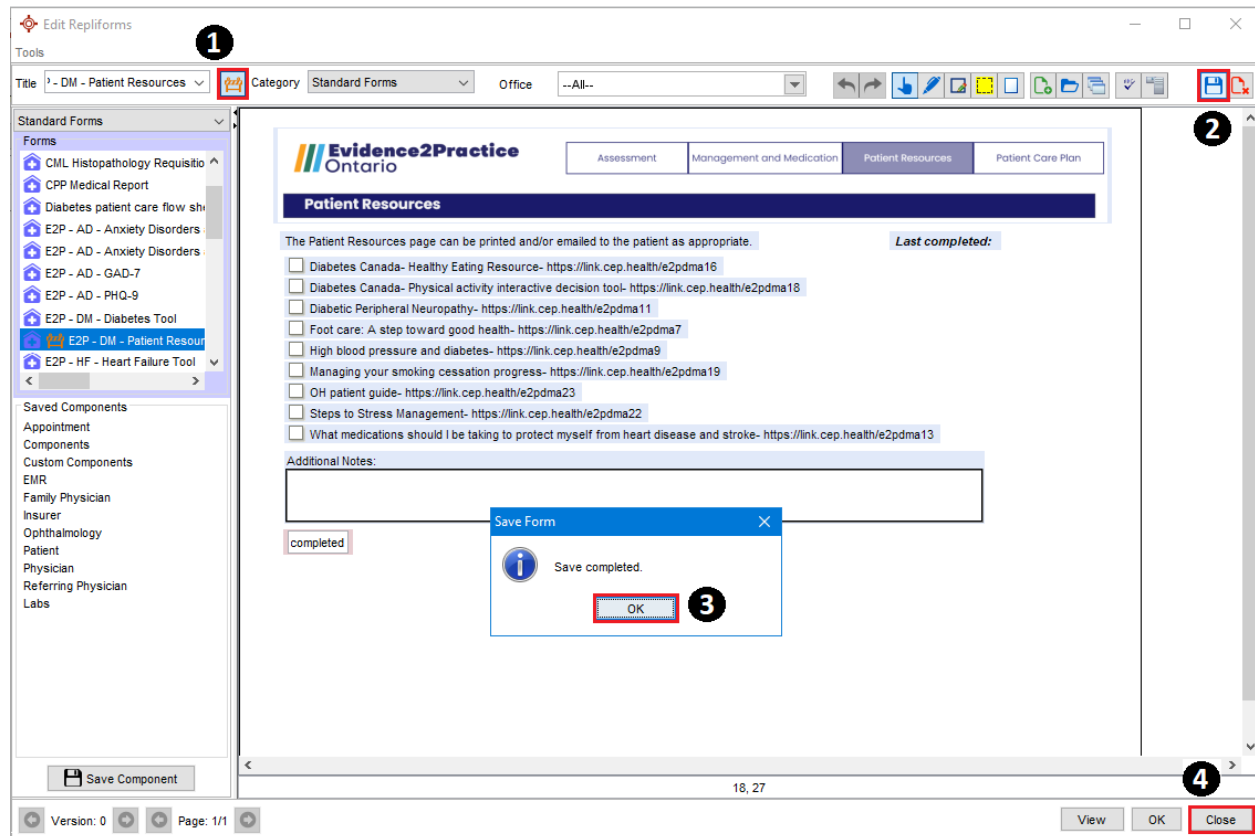 Edit Repliforms
1
Tools
Title - DM - Patient Resources Category Standard Forms Office --All--
2
Standard Forms
Forms
CML Histopathology Requisitio
CPP Medical Report
Diabetes patient care flow she
E2P - AD - Anxiety Disorders
E2P - AD - Anxiety Disorders
E2P - AD - GAD-7
E2P - AD - PHQ-9
E2P - DM - Diabetes Tool
E2P - DM - Patient Resour
E2P - HF - Heart Failure Tool
Saved Components
Appointment
Components
Custom Components
EMR
Family Physician
Insurer
Ophthalmology
Patient
Physician
Referring Physician
Labs
Save Component
Evidence2Practice
Ontario
Assessment Management and Medication Patient Resources Patient Care Plan
Patient Resources
The Patient Resources page can be printed and/or emailed to the patient as appropriate. Last completed:
Diabetes Canada- Healthy Eating Resource- https://link.cep.health/e2pdma16
Diabetes Canada- Physical activity interactive decision tool- https://link.cep.health/e2pdma18
Diabetic Peripheral Neuropathy- https://link.cep.health/e2pdma11
Foot care: A step toward good health- https://link.cep.health/e2pdma7
High blood pressure and diabetes- https://link.cep.health/e2pdma9
Managing your smoking cessation progress- https://link.cep.health/e2pdma19
OH patient guide- https://link.cep.health/e2pdma23
Steps to Stress Management- https://link.cep.health/e2pdma22
What medications should I be taking to protect myself from heart disease and stroke- https://link.cep.health/e2pdma13
Additional Notes:
completed
Save Form
Save completed.
OK
3
18, 27
4
Version: 0 Page: 1/1 View OK Close